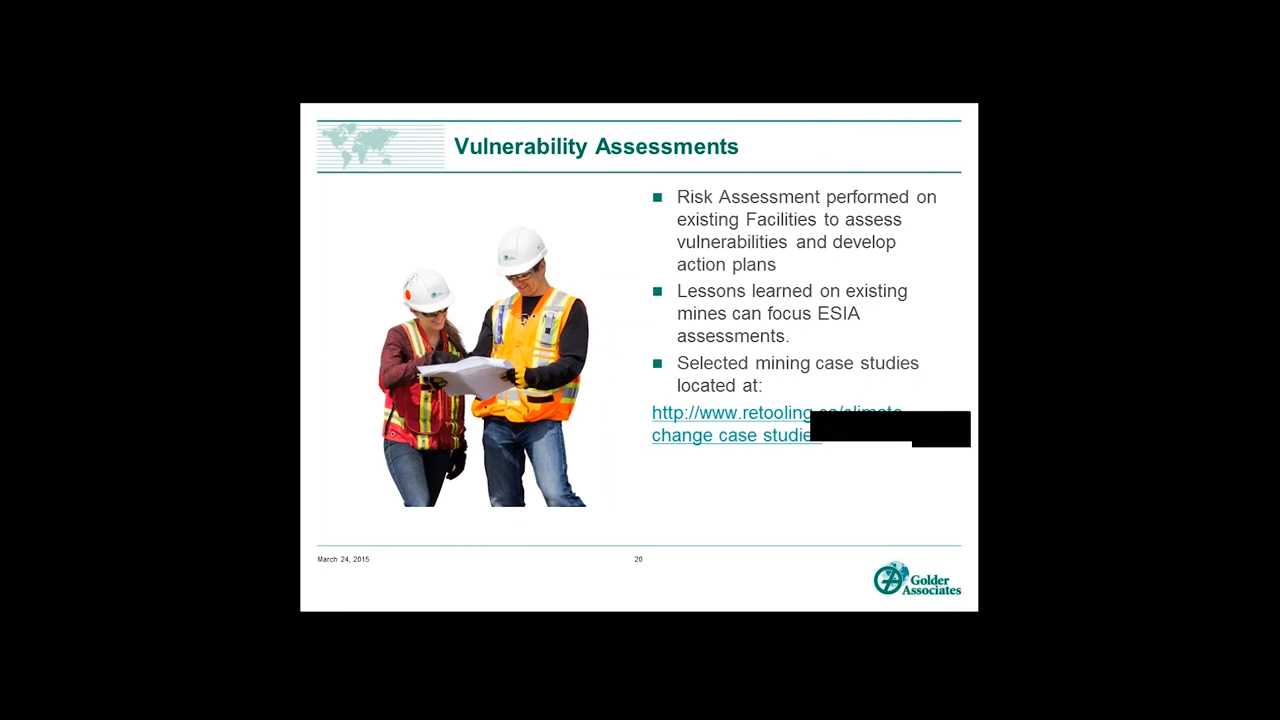 Vulnerability Assessments
Risk Assessment performed on
existing Facilities to assess
vulnerabilities and develop
action plans
Lessons learned on existing
mines can focus ESIA
assessments.
Selected mining case studies
located at:
http://www.retooling.ca/climate
change case studie
March 24, 2015
20
Golder
Associates